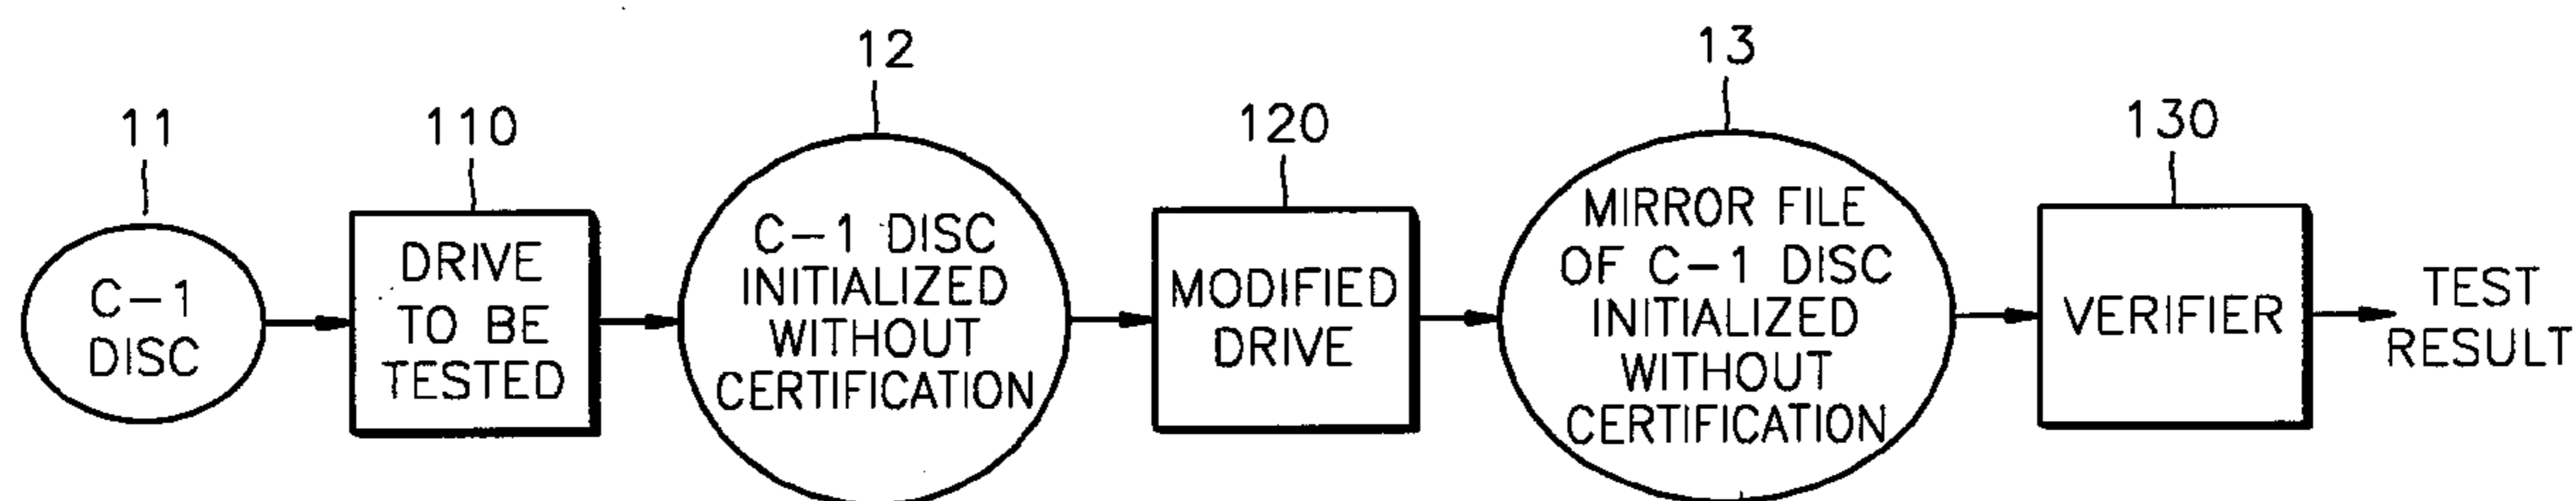 11
C-1
DISC
110
DRIVE
TO BE
TESTED
12
C-1 DISC
INITIALIZED
WITHOUT
CERTIFICATION
120
MODIFIED
DRIVE
13
MIRROR FILE
OF C-1 DISC
INITIALIZED
WITHOUT
CERTIFICATION
130
VERIFIER
TEST
RESULT